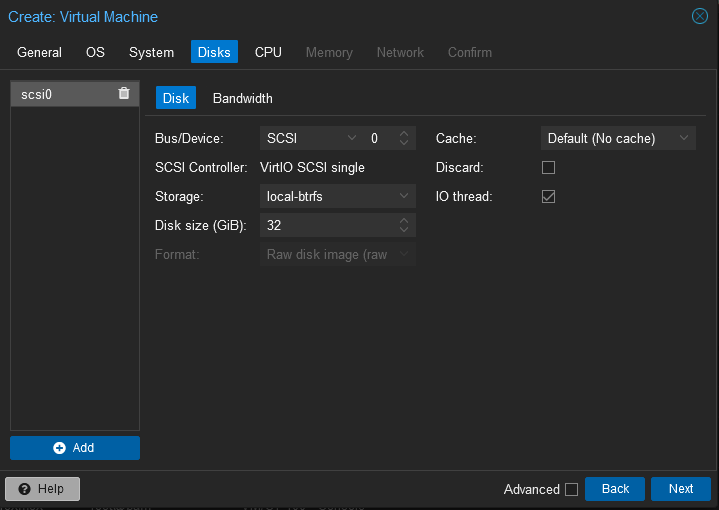 Create: Virtual Machine
General OS System Disks CPU Memory Network Confirm
scsi0
Disk Bandwidth
Bus/Device: SCSI 0 Cache: Default (No cache)
SCSI Controller: VirtIO SCSI single Discard:
Storage: local-btrfs IO thread:
Disk size (GiB): 32
Format: Raw disk image (raw
Add
Help Advanced Back Next